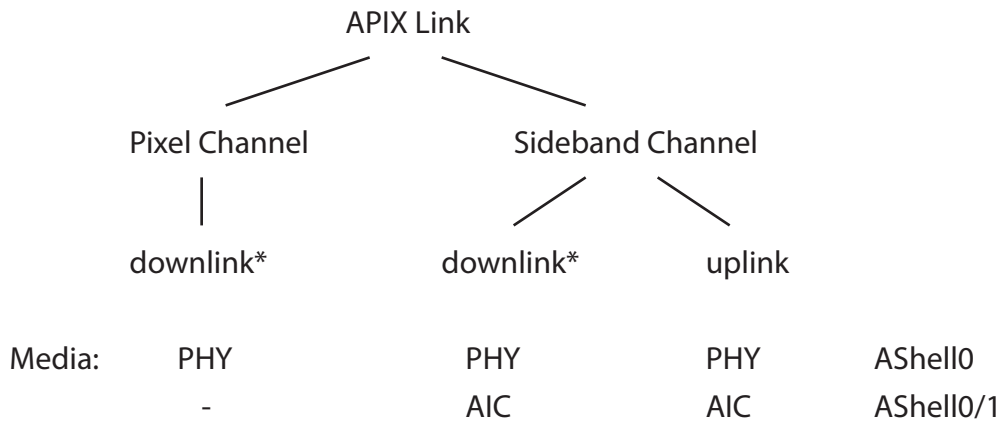 APIX Link
Pixel Channel Sideband Channel
downlink* downlink* uplink
Media: PHY PHY PHY AShell0
- AIC AIC AShell0/1